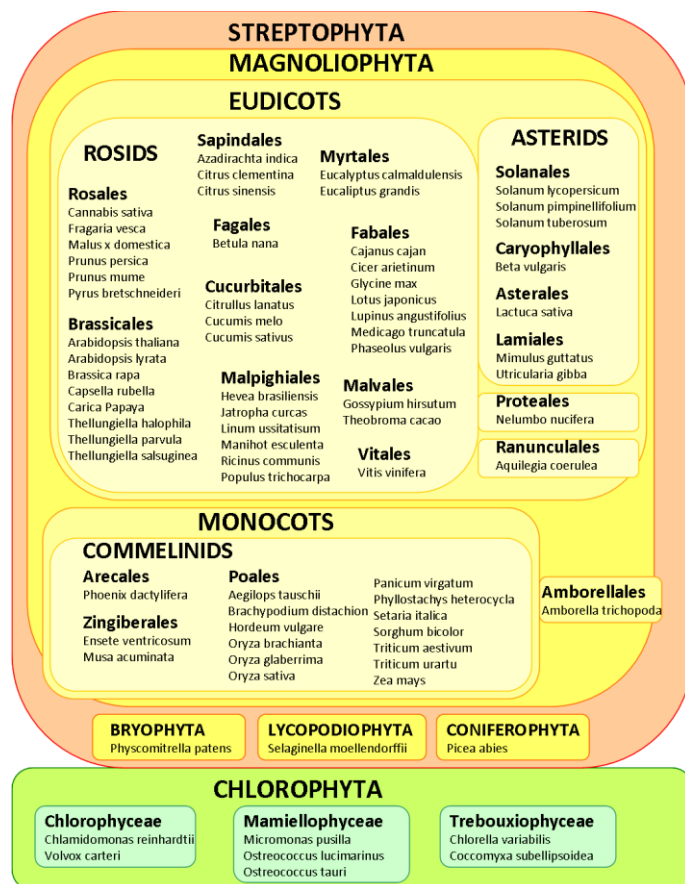 STREPTOPHYTA
MAGNOLIOPHYTA
EUDICOTS
ROSIDS
Rosales
Cannabis sativa
Fragaria vesca
Malus x domestica
Prunus persica
Prunus mume
Pyrus bretschneideri
Brassicales
Arabidopsis thaliana
Arabidopsis lyrata
Brassica rapa
Capsella rubella
Carica Papaya
Thellungiella halophila
Thellungiella parvula
Thellungiella salsuginea
Sapindales
Azadirachta indica
Citrus clementina
Citrus sinensis
Fagales
Betula nana
Cucurbitales
Citrullus lanatus
Cucumis melo
Cucumis sativus
Malpighiales
Hevea brasiliensis
Jatropha curcas
Linum ussitatisum
Manihot esculenta
Ricinus communis
Populus trichocarpa
Myrtales
Eucalyptus calmaldulensis
Eucaliptus grandis
Fabales
Cajanus cajan
Cicer arietinum
Glycine max
Lotus japonicus
Lupinus angustifolius
Medicago truncatula
Phaseolus vulgaris
Malvales
Gossypium hirsutum
Theobroma cacao
Vitales
Vitis vinifera
ASTERIDS
Solanales
Solanum lycopersicum
Solanum pimpinellifolium
Solanum tuberosum
Caryophyllales
Beta vulgaris
Asterales
Lactuca sativa
Lamiales
Mimulus guttatus
Utricularia gibba
Proteales
Nelumbo nucifera
Ranunculales
Aquilegia coerulea
MONOCOTS
COMMELINIDS
Arecales
Phoenix dactylifera
Zingiberales
Ensete ventricosum
Musa acuminata
Poales
Aegilops tauschii
Brachypodium distachion
Hordeum vulgare
Oryza brachianta
Oryza glaberrima
Oryza sativa
Panicum virgatum
Phyllostachys heterocycla
Setaria italica
Sorghum bicolor
Triticum aestivum
Triticum urartu
Zea mays
Amborellales
Amborella trichopoda
BRYOPHYTA
Physcomitrella patens
LYCOPODIOPHYTA
Selaginella moellendorffii
CONIFEROPHYTA
Picea abies
CHLOROPHYTA
Chlorophyceae
Chlamidomonas reinhardtii
Volvox carteri
Mamiellophyceae
Micromonas pusilla
Ostreococcus lucimarinus
Ostreococcus tauri
Trebouxiophyceae
Chlorella variabilis
Coccomyxa subellipsoidea